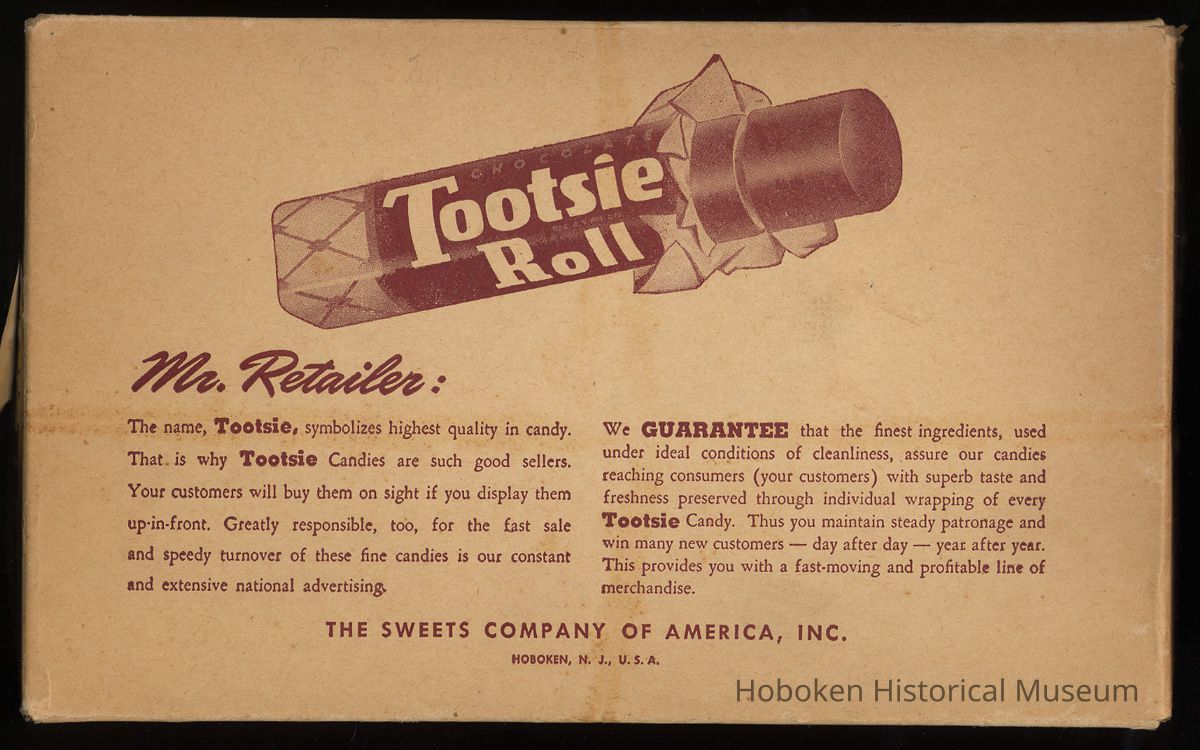 CHOCOLATE
Tootsie
Roll
Mr. Retailer:
The name, Tootsie, symbolizes highest quality in candy.
That is why Tootsie Candies are such good sellers.
Your customers will buy them on sight if you display them
up-in-front. Greatly responsible, too, for the fast sale
and speedy turnover of these fine candies is our constant
and extensive national advertising.
We GUARANTEE that the finest ingredients, used
under ideal conditions of cleanliness, assure our candies
reaching consumers (your customers) with superb taste and
freshness preserved through individual wrapping of every
Tootsie Candy. Thus you maintain steady patronage and
win many new customers — day after day — year after year.
This provides you with a fast-moving and profitable line of
merchandise.
THE SWEETS COMPANY OF AMERICA, INC.
HOBOKEN, N. J., U. S. A.
Hoboken Historical Museum